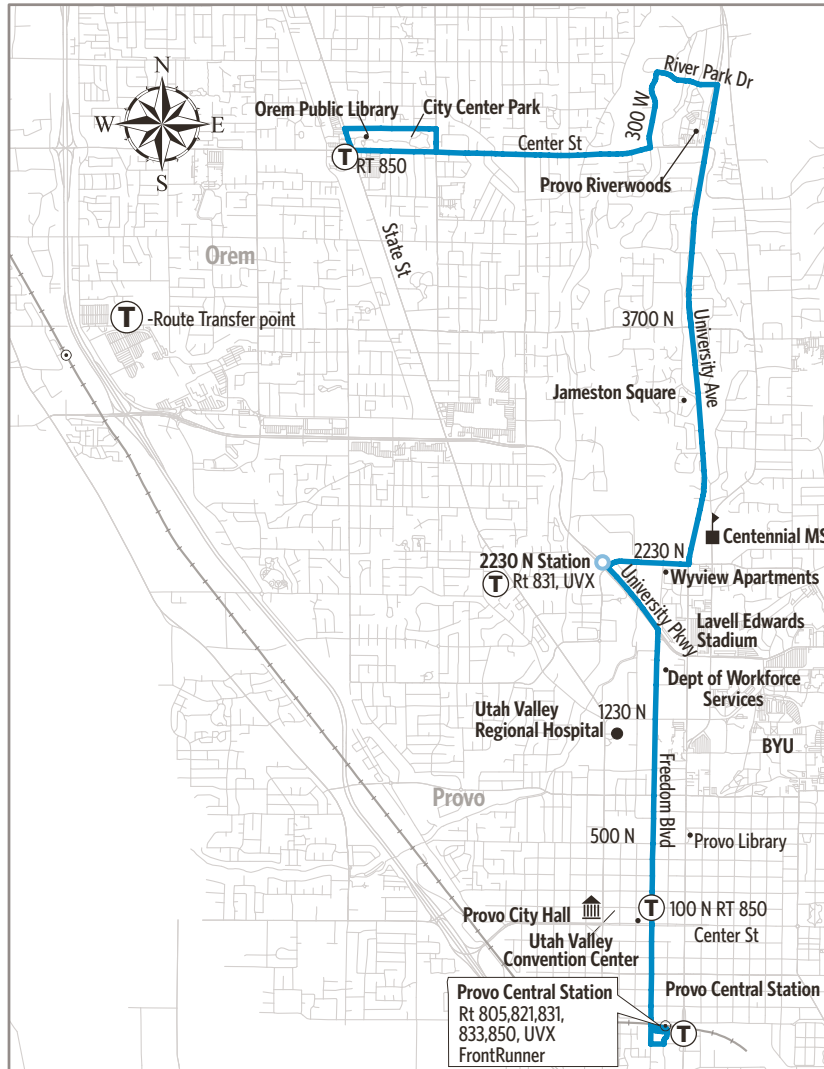 N
W
E
S
Orem Public Library
City Center Park
River Park Dr
300 W
Center St
T
RT 850
Provo Riverwoods
Orem
State St
T
-Route Transfer point
3700 N
University Ave
Jameston Square
Centennial MS
2230 N
2230 N Station
T
Rt 831, UVX
Wyview Apartments
University Pkwy
Lavell Edwards
Stadium
Dept of Workforce
Services
Utah Valley
Regional Hospital
1230 N
BYU
Freedom Blvd
Provo
500 N
Provo Library
Provo City Hall
T
100 N RT 850
Utah Valley
Convention Center
Center St
Provo Central Station
Provo Central Station
Rt 805,821,831,
833,850, UVX
FrontRunner
T